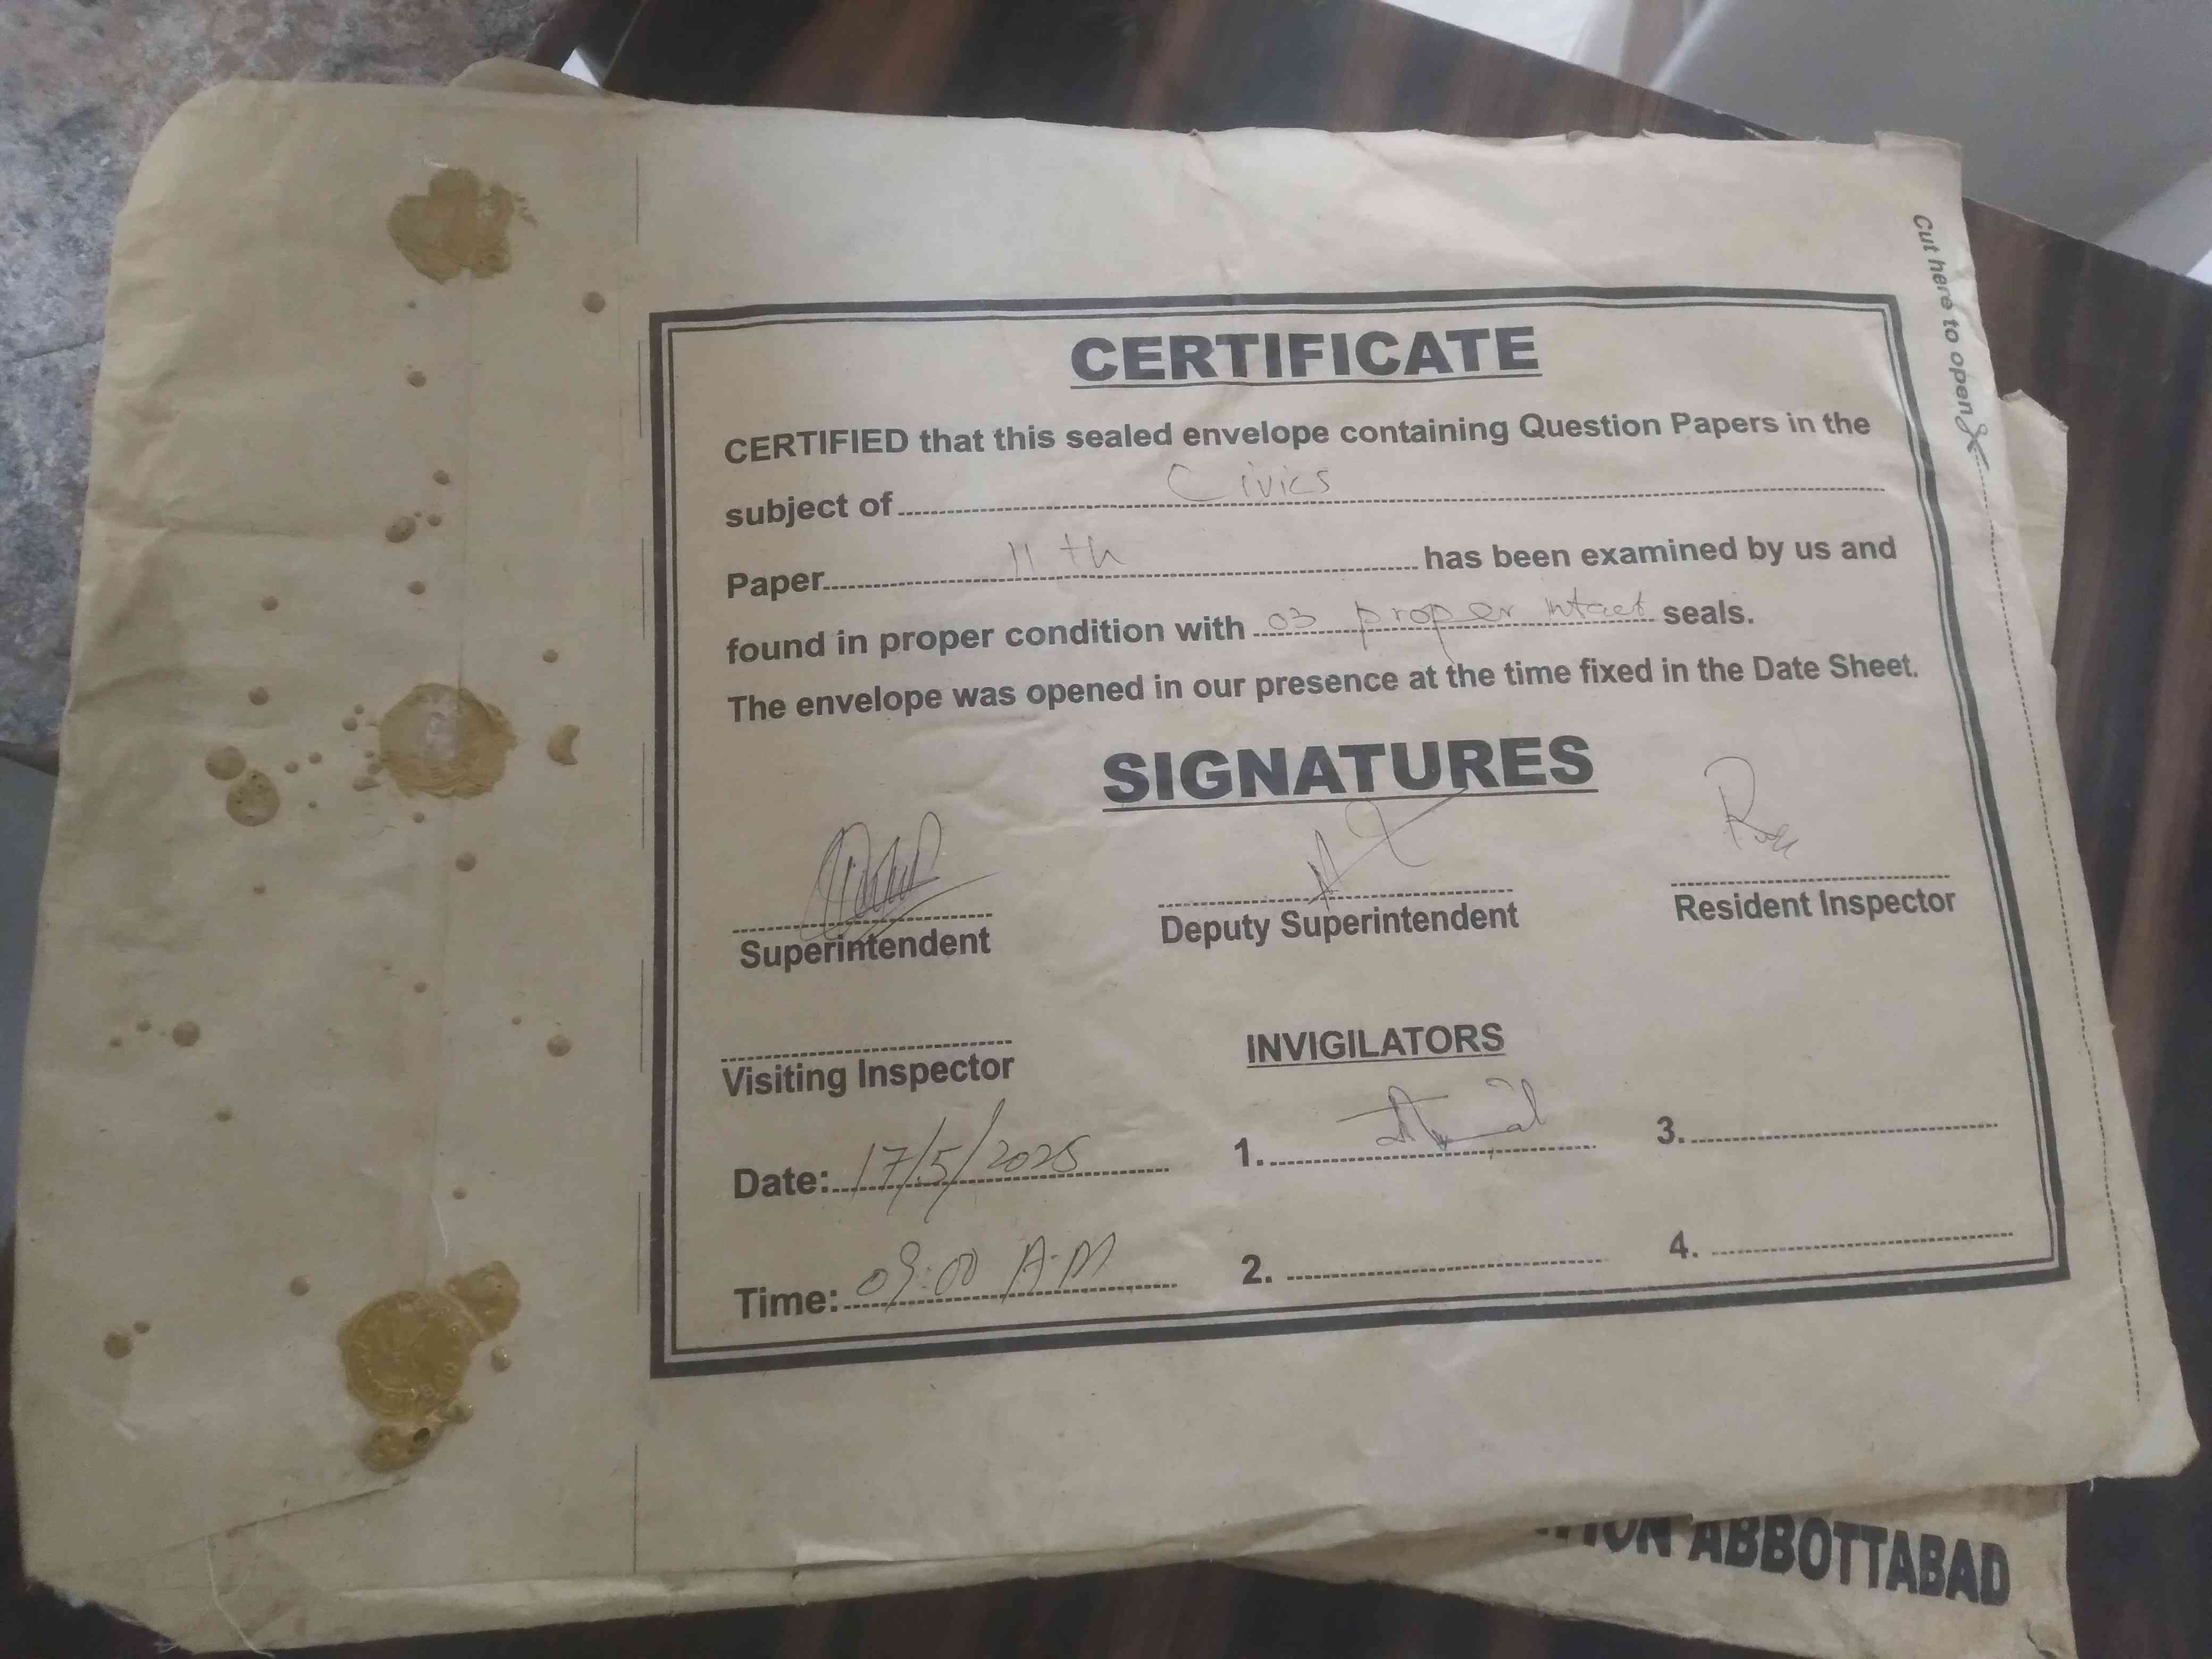 Cut here to open
CERTIFICATE
CERTIFIED that this sealed envelope containing Question Papers in the
subject of Civics
Paper 11th has been examined by us and
found in proper condition with 03 proper intact seals.
The envelope was opened in our presence at the time fixed in the Date Sheet.
SIGNATURES
Superintendent
Deputy Superintendent
Resident Inspector
Visiting Inspector
INVIGILATORS
Date: 17/5/2025
1.
3.
Time: 09:00 A.M
2.
4.
ABBOTTABAD